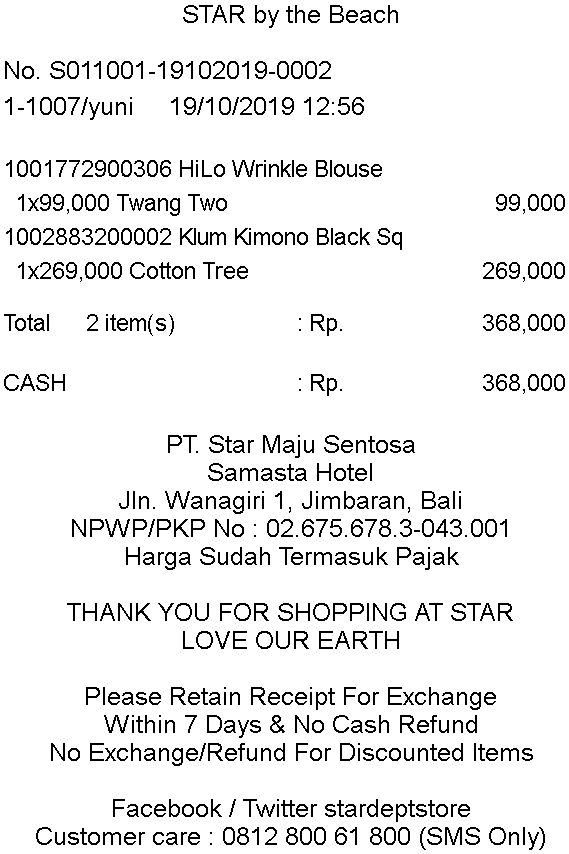 STAR by the Beach
No. S011001-19102019-0002
1-1007/yuni 19/10/2019 12:56
1001772900306 HiLo Wrinkle Blouse
1x99,000 Twang Two 99,000
1002883200002 Klum Kimono Black Sq
1x269,000 Cotton Tree 269,000
Total 2 item(s) : Rp. 368,000
CASH : Rp. 368,000
PT. Star Maju Sentosa
Samasta Hotel
Jln. Wanagiri 1, Jimbaran, Bali
NPWP/PKP No : 02.675.678.3-043.001
Harga Sudah Termasuk Pajak
THANK YOU FOR SHOPPING AT STAR
LOVE OUR EARTH
Please Retain Receipt For Exchange
Within 7 Days & No Cash Refund
No Exchange/Refund For Discounted Items
Facebook / Twitter stardeptstore
Customer care : 0812 800 61 800 (SMS Only)